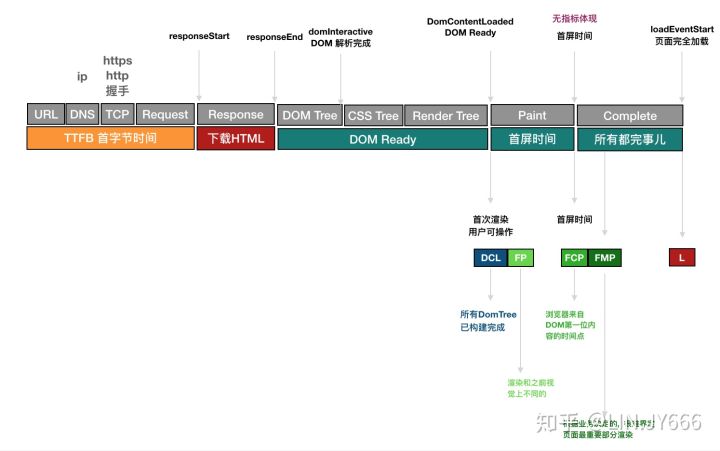 无指标体现
DomContentLoaded
DOM Ready
首屏时间
loadEventStart
页面完全加载
responseStart
responseEnd
domInteractive
DOM 解析完成
https
http
握手
ip
URL DNS TCP Request Response DOM Tree CSS Tree Render Tree Paint Complete
TTFB 首字节时间 下载HTML DOM Ready 首屏时间 所有都完事儿
首次渲染
用户可操作
首屏时间
DCL FP FCP FMP L
所有DomTree
已构建完成
浏览器来自
DOM第一位内
容的时间点
渲染和之前视
觉上不同的
知乎 @LIN.JY666
页面最重要部分渲染